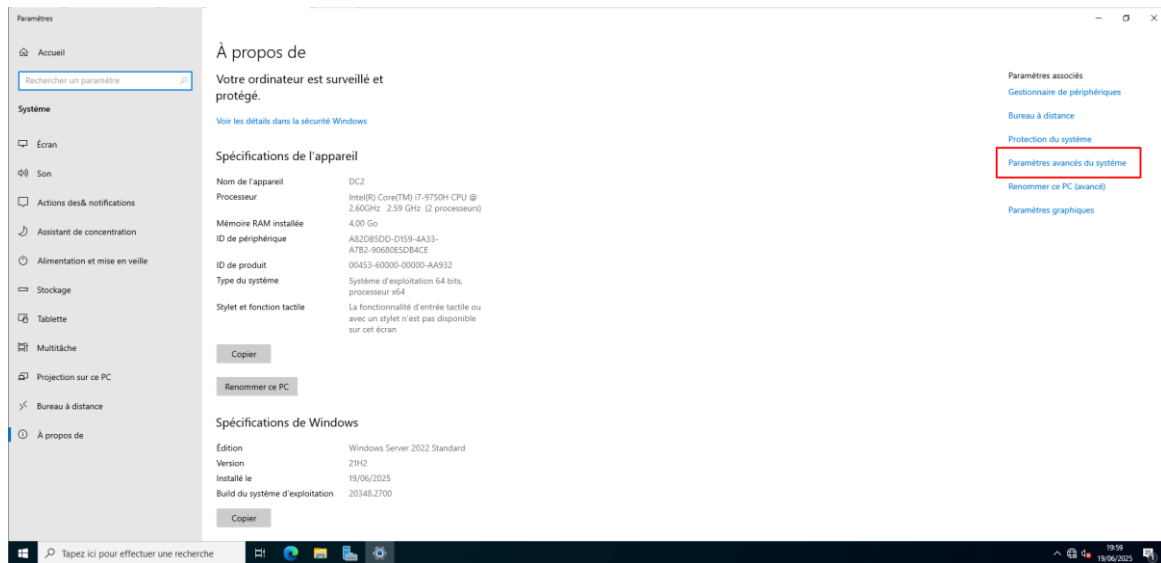 Paramètres
Accueil
Rechercher un paramètre
Système
Écran
Son
Actions des& notifications
Assistant de concentration
Alimentation et mise en veille
Stockage
Tablette
Multitâche
Projection sur ce PC
Bureau à distance
À propos de
À propos de
Votre ordinateur est surveillé et
protégé.
Voir les détails dans la sécurité Windows
Spécifications de l'appareil
Nom de l'appareil DC2
Processeur Intel(R) Core(TM) i7-9750H CPU @
2.60GHz 2.59 GHz (2 processeurs)
Mémoire RAM installée 4,00 Go
ID de périphérique A82DB5DD-D159-4A33-
A7B2-90680E5DB4CE
ID de produit 00453-60000-00000-AA932
Type du système Système d'exploitation 64 bits,
processeur x64
Stylet et fonction tactile La fonctionnalité d'entrée tactile ou
avec un stylet n'est pas disponible
sur cet écran
Copier
Renommer ce PC
Spécifications de Windows
Édition Windows Server 2022 Standard
Version 21H2
Installé le 19/06/2025
Build du système d'exploitation 20348.2700
Copier
Paramètres associés
Gestionnaire de périphériques
Bureau à distance
Protection du système
Paramètres avancés du système
Renommer ce PC (avancé)
Paramètres graphiques
Tapez ici pour effectuer une recherche
19:59
19/06/2025